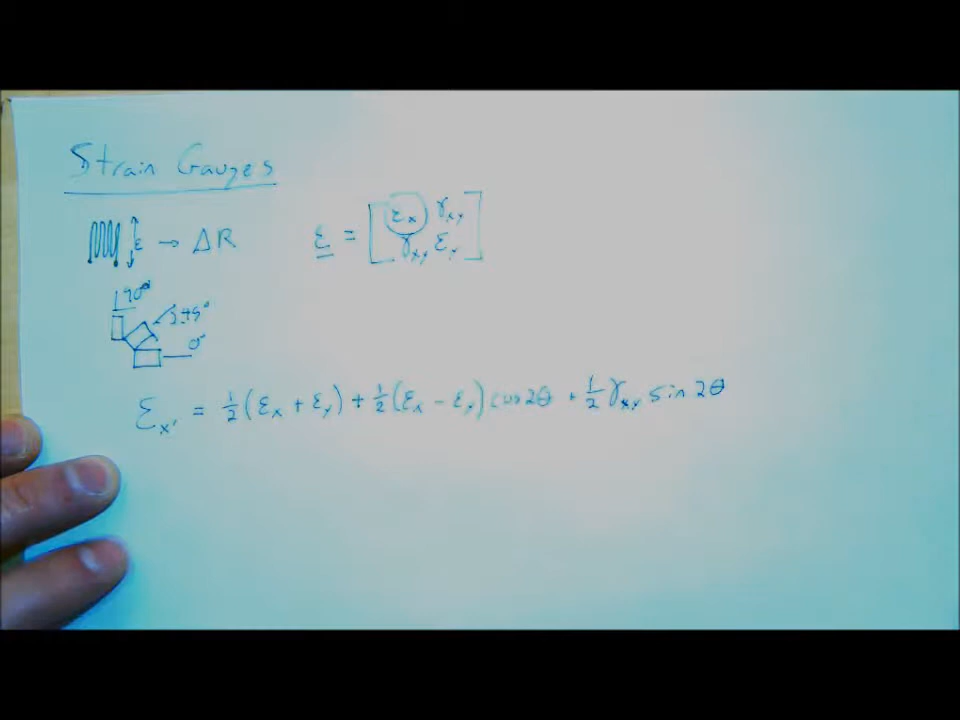 Strain Gauges
ε → ΔR
ε = [ εx γxy
γxy εy ]
90°
45°
0°
εx' = 1/2 (εx + εy) + 1/2 (εx - εy) cos 2θ + 1/2 γxy sin 2θ